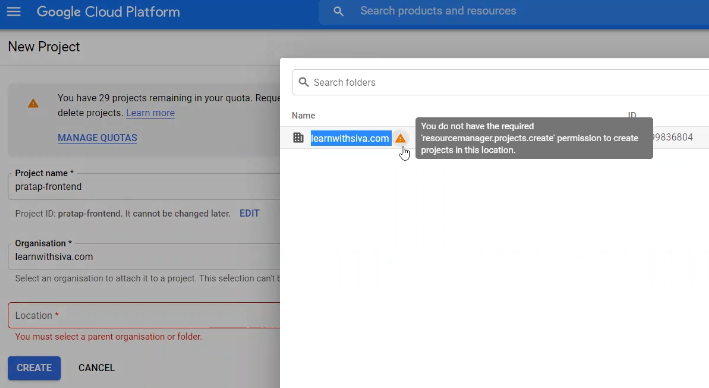 Google Cloud Platform
Search products and resources
New Project
You have 29 projects remaining in your quota. Reque
delete projects. Learn more
MANAGE QUOTAS
Project name *
pratap-frontend
Project ID: pratap-frontend. It cannot be changed later. EDIT
Organisation *
learnwithsiva.com
Select an organisation to attach it to a project. This selection can't b
Location *
You must select a parent organisation or folder.
CREATE CANCEL
Search folders
Name ID
learnwithsiva.com 9836804
You do not have the required
'resourcemanager.projects.create' permission to create
projects in this location.